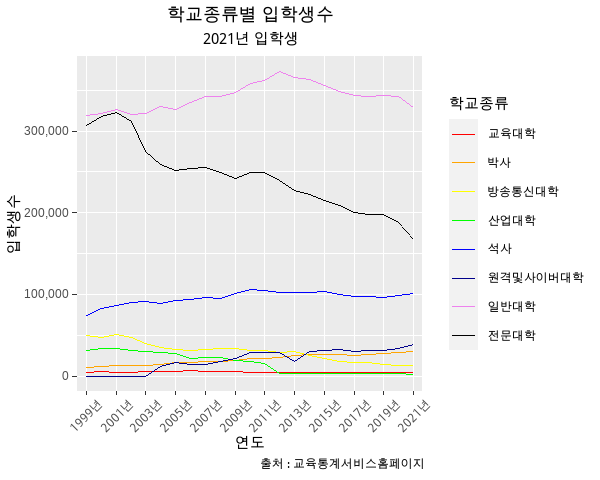 학교종류별 입학생수
2021년 입학생
입학생수
300,000
200,000
100,000
0
1999년
2001년
2003년
2005년
2007년
2009년
2011년
2013년
2015년
2017년
2019년
2021년
연도
출처 : 교육통계서비스홈페이지
학교종류
교육대학
박사
방송통신대학
산업대학
석사
원격및사이버대학
일반대학
전문대학